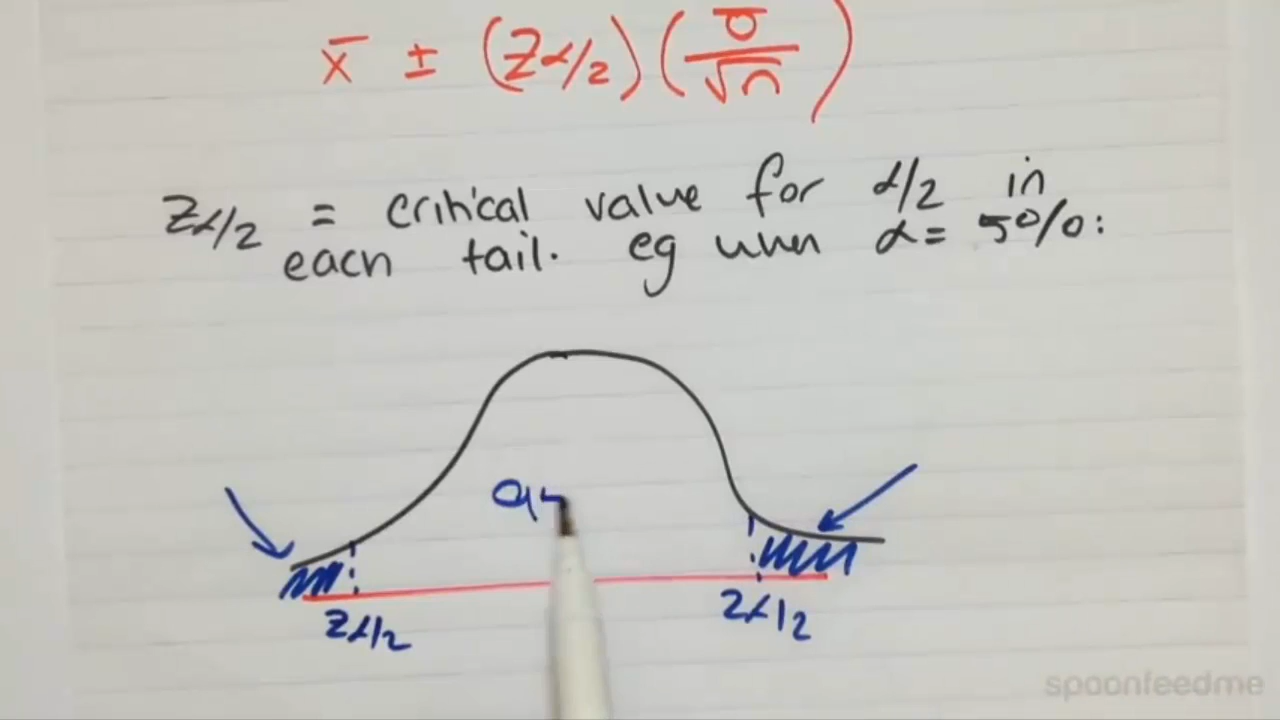 x̄ ± (Zα/2)(σ/√n)
Zα/2 = critical value for α/2 in
each tail. eg when α = 5%:
Zα/2
Zα/2
spoonfeedme